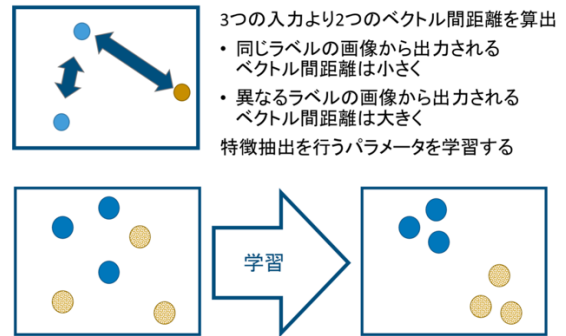 3つの入力より2つのベクトル間距離を算出
• 同じラベルの画像から出力される
ベクトル間距離は小さく
• 異なるラベルの画像から出力される
ベクトル間距離は大きく
特徴抽出を行うパラメータを学習する
学習